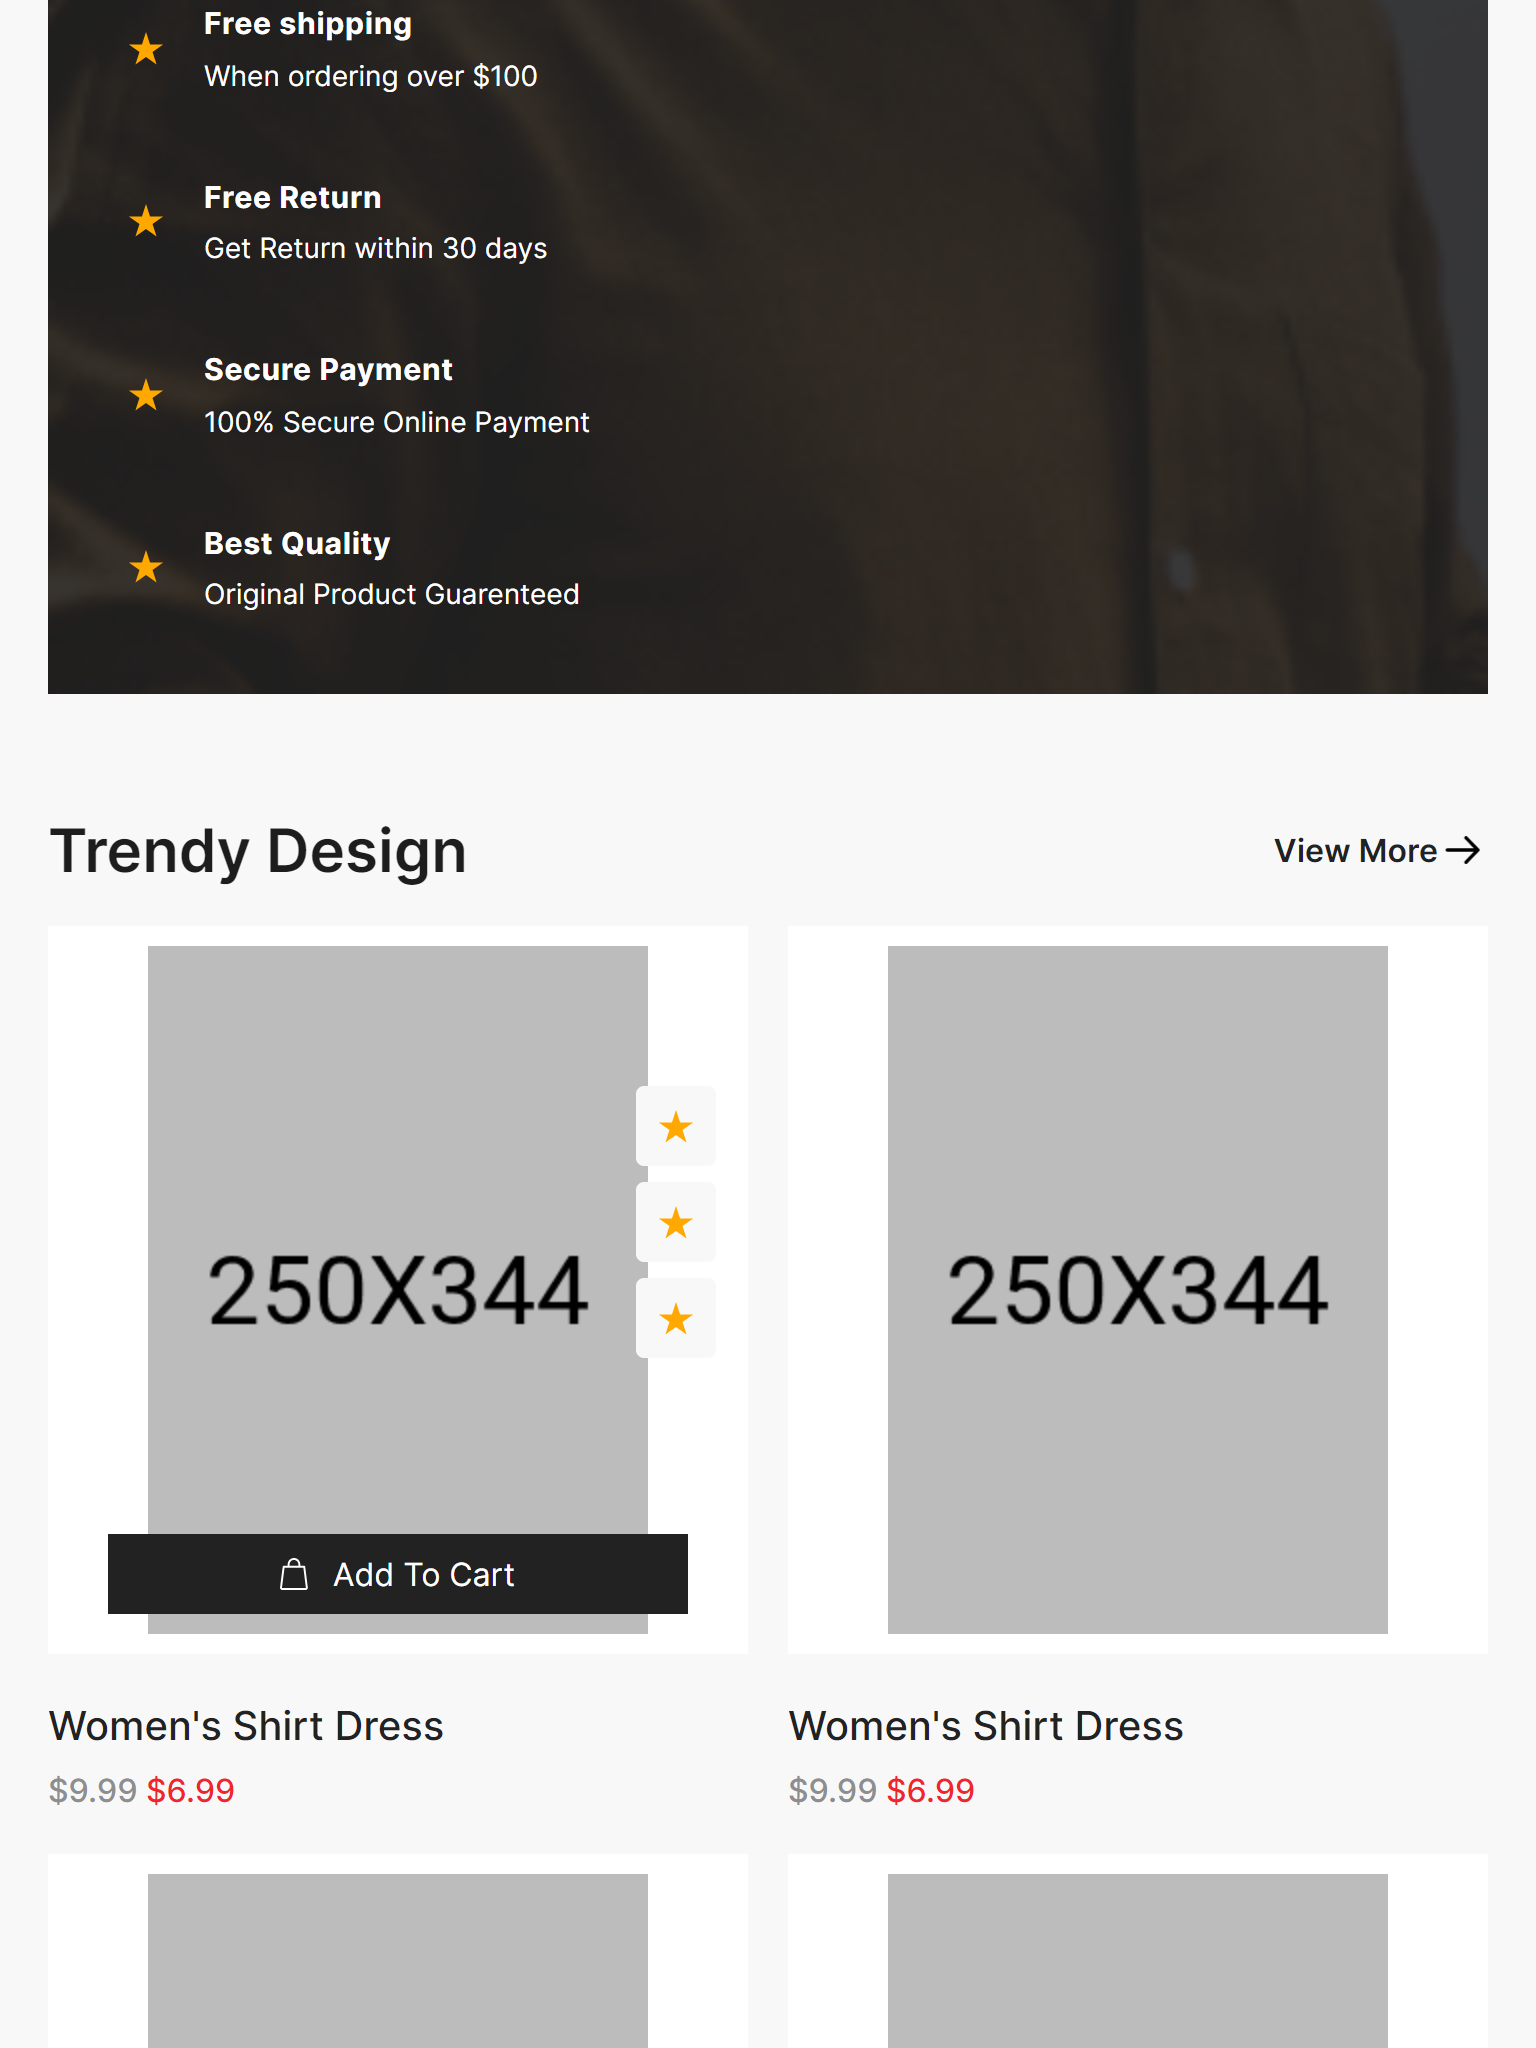 Free shipping
When ordering over $100
Free Return
Get Return within 30 days
Secure Payment
100% Secure Online Payment
Best Quality
Original Product Guarenteed
Trendy Design
View More
250X344
250X344
Add To Cart
Women's Shirt Dress
$9.99 $6.99
Women's Shirt Dress
$9.99 $6.99